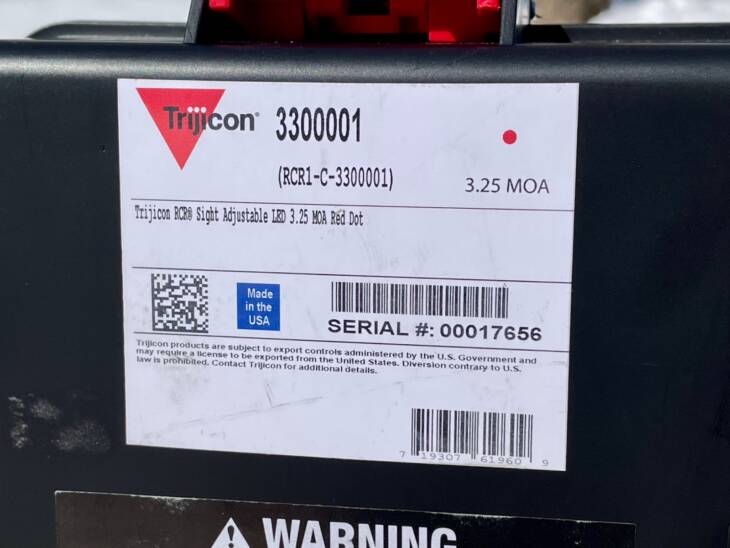 Trijicon® 3300001
(RCR1-C-3300001)
3.25 MOA
Trijicon RCR® Sight Adjustable LED 3.25 MOA Red Dot
Made
in the
USA
SERIAL #: 00017656
Trijicon products are subject to export controls administered by the U.S. Government and
may require a license to be exported from the United States. Diversion contrary to U.S.
law is prohibited. Contact Trijicon for additional details.
7 19307 61960 9
WARNING